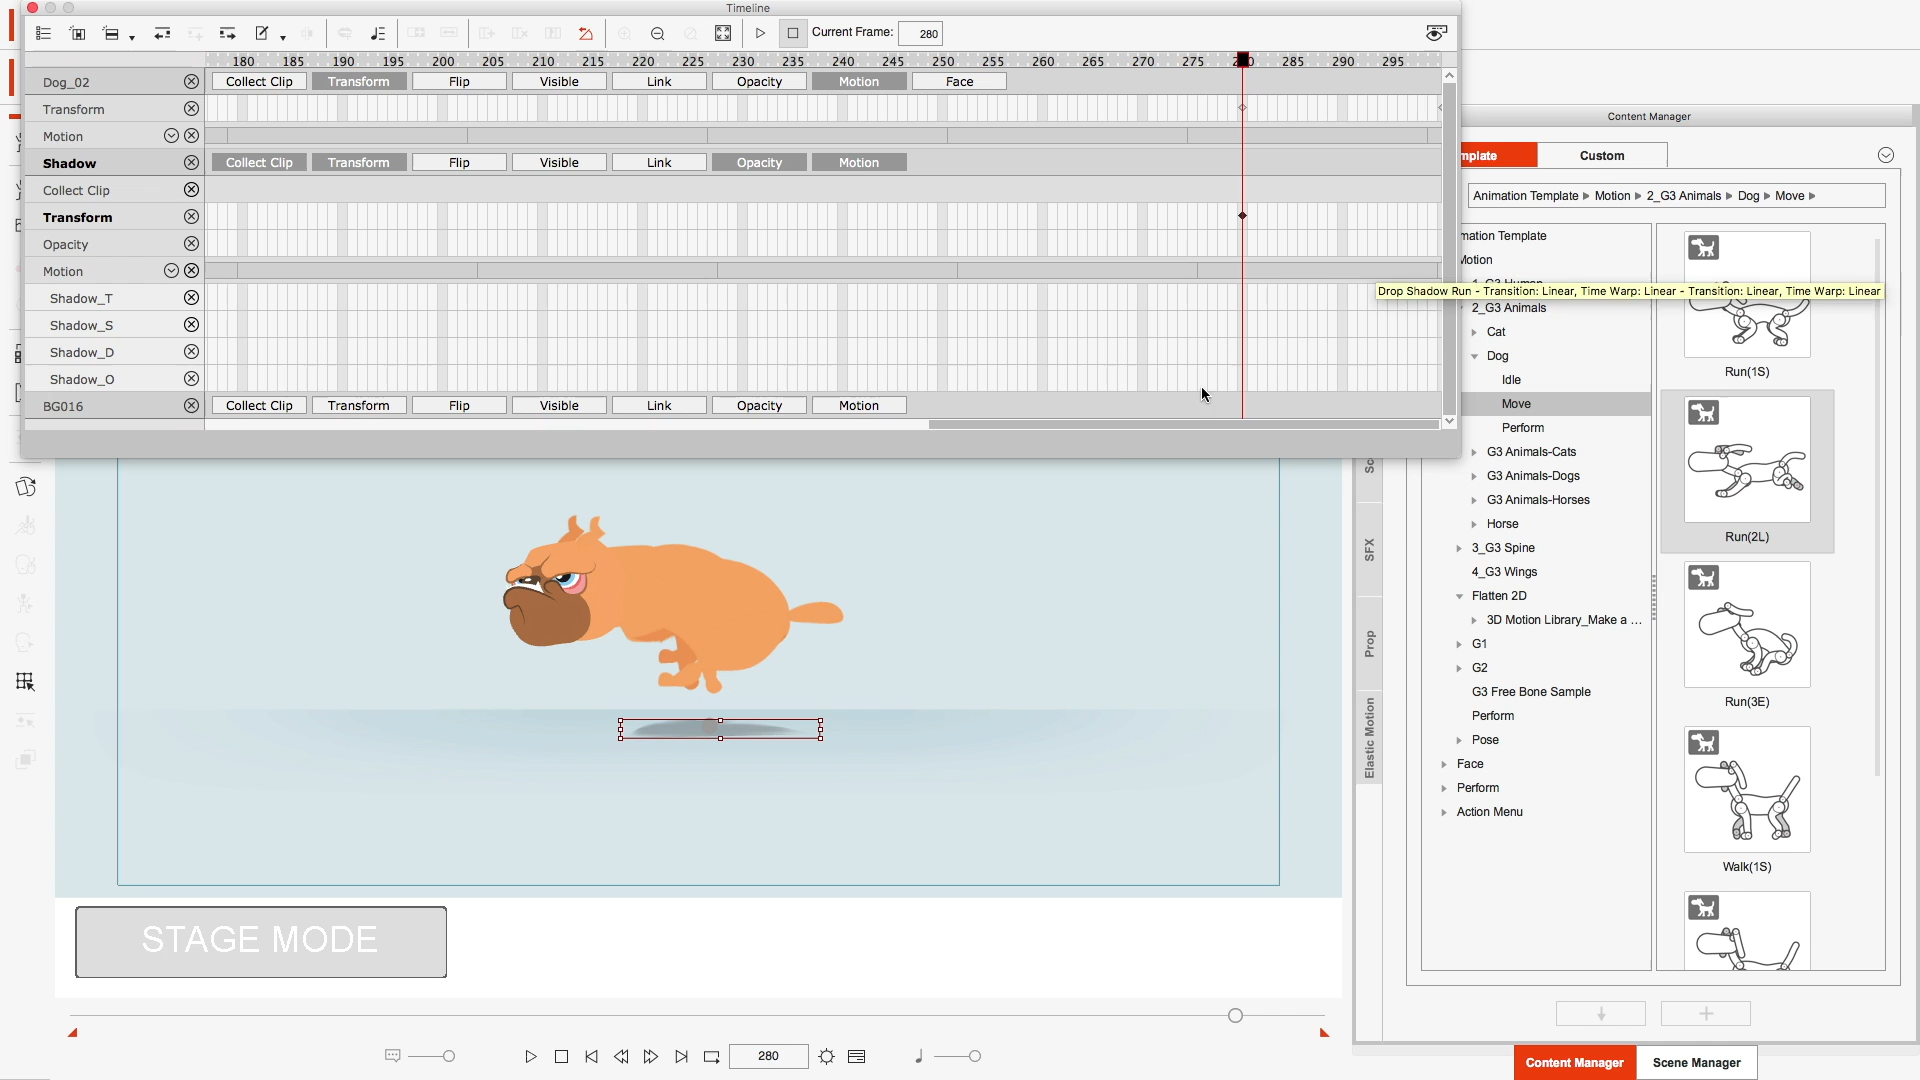 Timeline
Current Frame: 280
180 185 190 195 200 205 210 215 220 225 230 235 240 245 250 255 260 265 270 275 285 290 295
Dog_02 Collect Clip Transform Flip Visible Link Opacity Motion Face
Transform
Motion
Shadow Collect Clip Transform Flip Visible Link Opacity Motion
Collect Clip
Transform
Opacity
Motion
Shadow_T
Shadow_S
Shadow_D
Shadow_O
BG016 Collect Clip Transform Flip Visible Link Opacity Motion
Drop Shadow Run - Transition: Linear, Time Warp: Linear - Transition: Linear, Time Warp: Linear
STAGE MODE
280
SFX
Prop
Elastic Motion
Content Manager
mplate Custom
Animation Template Motion 2_G3 Animals Dog Move
mation Template
Motion
2_G3 Animals
Cat
Dog
Idle
Move
Perform
G3 Animals-Cats
G3 Animals-Dogs
G3 Animals-Horses
Horse
3_G3 Spine
4_G3 Wings
Flatten 2D
3D Motion Library_Make a ...
G1
G2
G3 Free Bone Sample
Perform
Pose
Face
Perform
Action Menu
Run(1S)
Run(2L)
Run(3E)
Walk(1S)
Content Manager Scene Manager